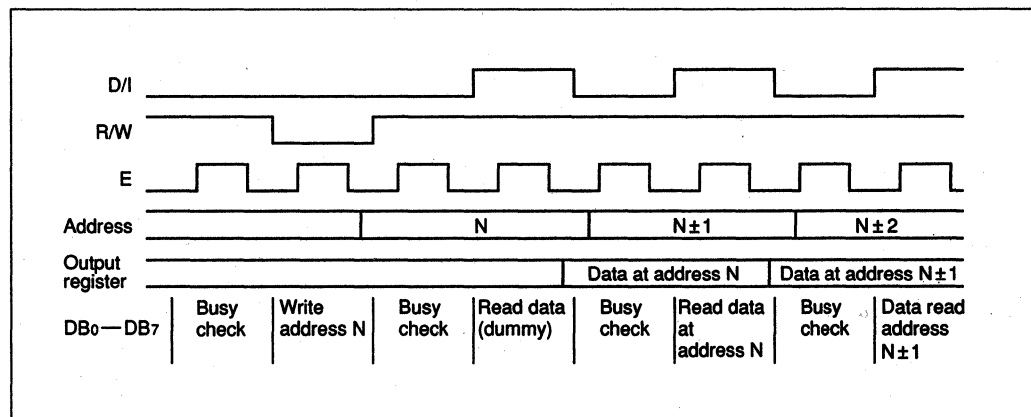 D/I
R/W
E
Address
N
N±1
N±2
Output
register
Data at address N
Data at address N±1
DB0—DB7
Busy
check
Write
address N
Busy
check
Read data
(dummy)
Busy
check
Read data
at
address N
Busy
check
Data read
address
N±1